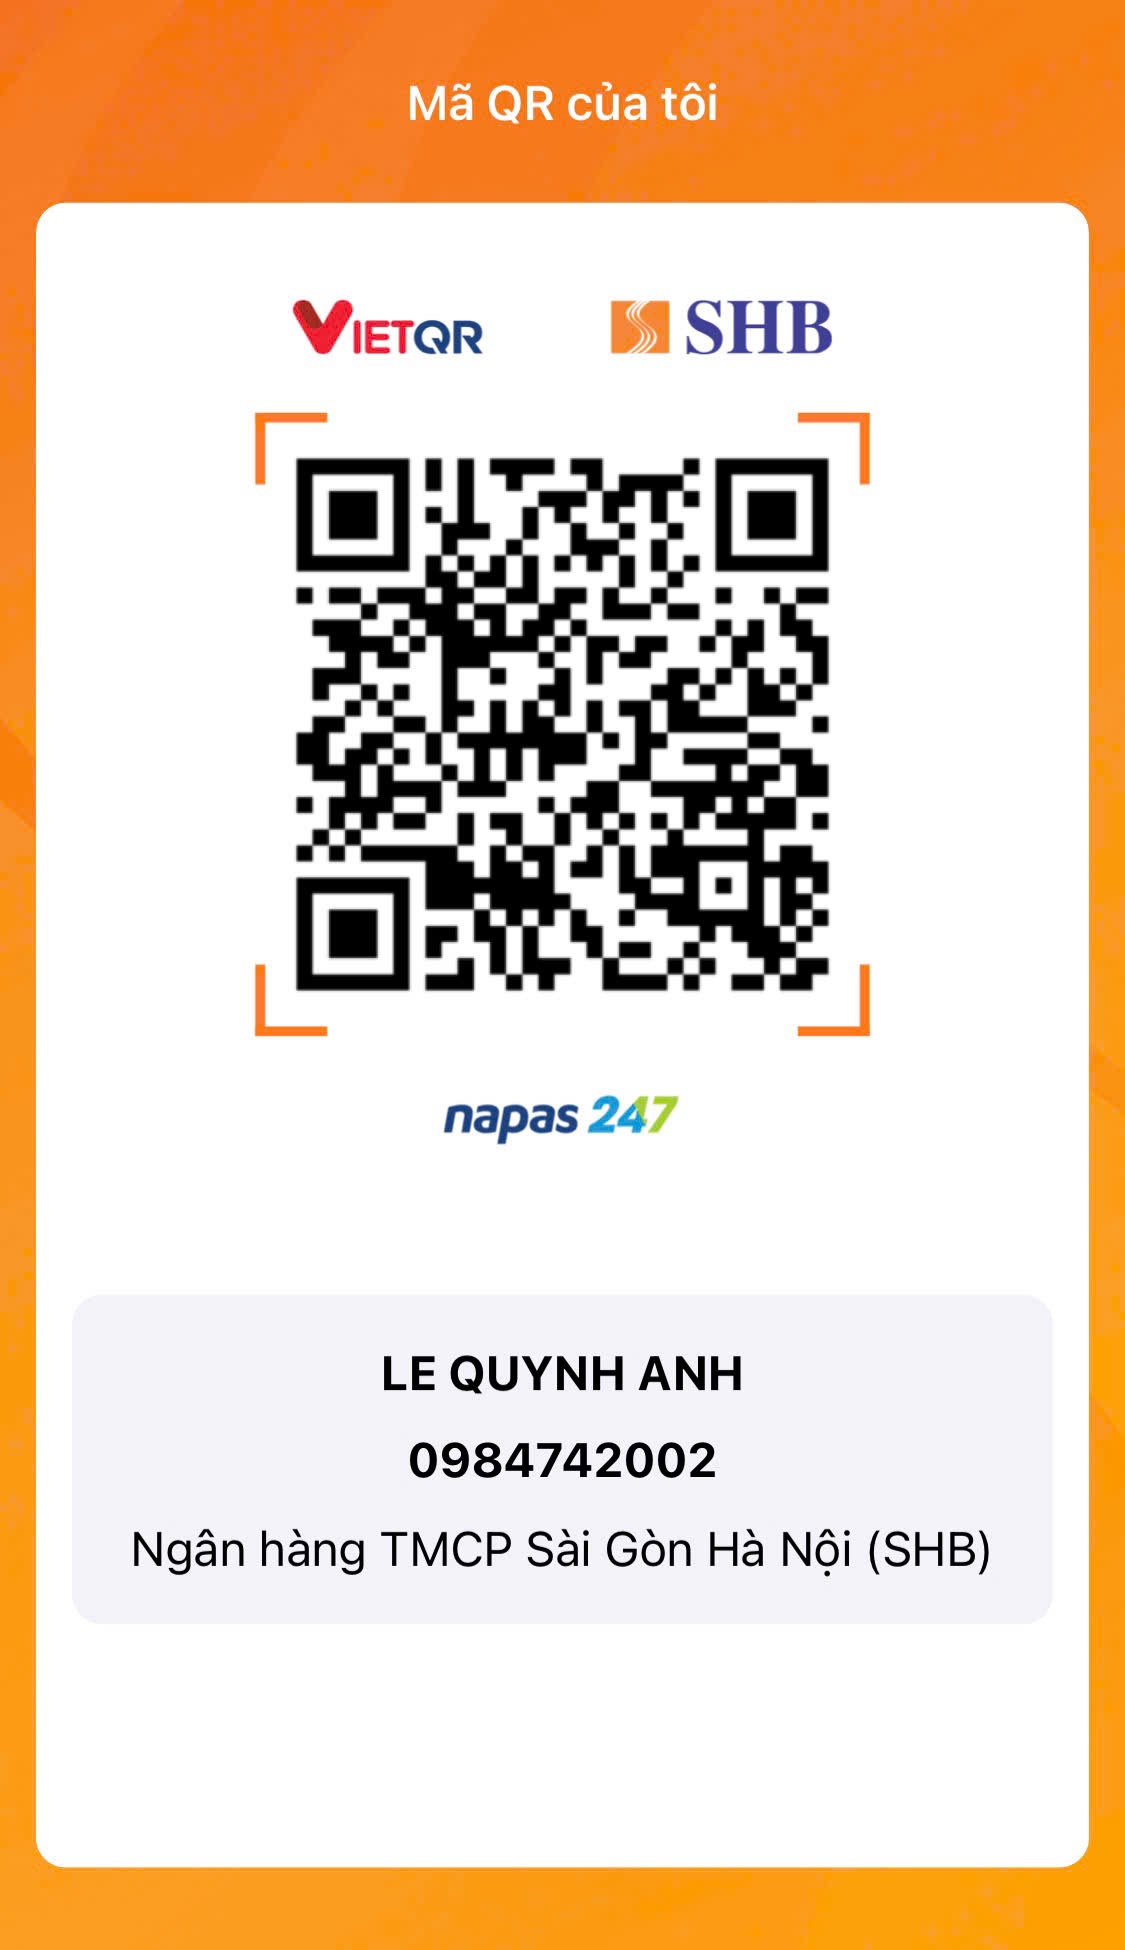 Mã QR của tôi
VIETQR SHB
napas 247
LE QUYNH ANH
0984742002
Ngân hàng TMCP Sài Gòn Hà Nội (SHB)